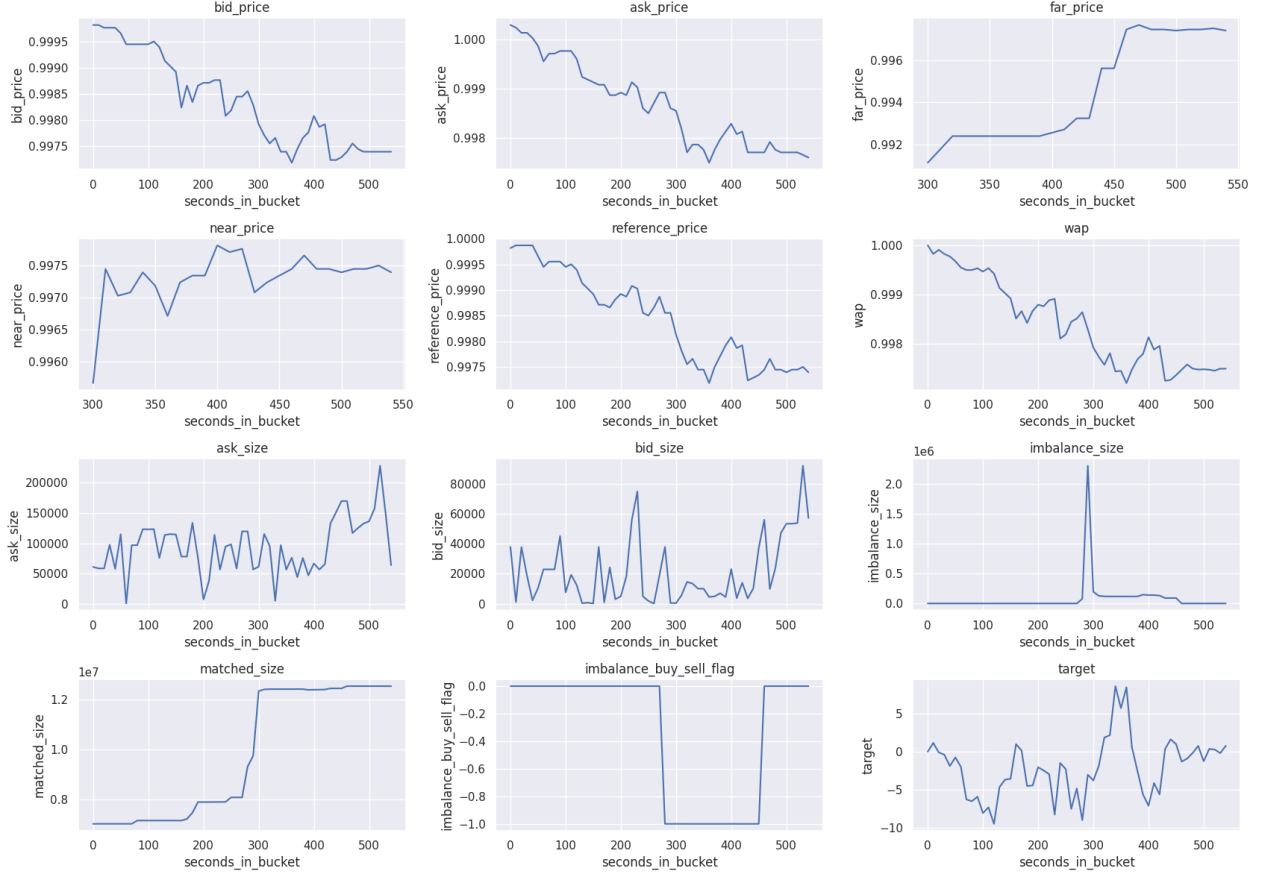 bid_price
bid_price
0.9995
0.9990
0.9985
0.9980
0.9975
0 100 200 300 400 500
seconds_in_bucket
ask_price
ask_price
1.000
0.999
0.998
0 100 200 300 400 500
seconds_in_bucket
far_price
far_price
0.996
0.994
0.992
300 350 400 450 500 550
seconds_in_bucket
near_price
near_price
0.9975
0.9970
0.9965
0.9960
300 350 400 450 500 550
seconds_in_bucket
reference_price
reference_price
1.0000
0.9995
0.9990
0.9985
0.9980
0.9975
0 100 200 300 400 500
seconds_in_bucket
wap
wap
1.000
0.999
0.998
0 100 200 300 400 500
seconds_in_bucket
ask_size
ask_size
200000
150000
100000
50000
0
0 100 200 300 400 500
seconds_in_bucket
bid_size
bid_size
80000
60000
40000
20000
0
0 100 200 300 400 500
seconds_in_bucket
imbalance_size
1e6
imbalance_size
2.0
1.5
1.0
0.5
0.0
0 100 200 300 400 500
seconds_in_bucket
matched_size
1e7
matched_size
1.2
1.0
0.8
0 100 200 300 400 500
seconds_in_bucket
imbalance_buy_sell_flag
imbalance_buy_sell_flag
0.0
−0.2
−0.4
−0.6
−0.8
−1.0
0 100 200 300 400 500
seconds_in_bucket
target
target
5
0
−5
−10
0 100 200 300 400 500
seconds_in_bucket